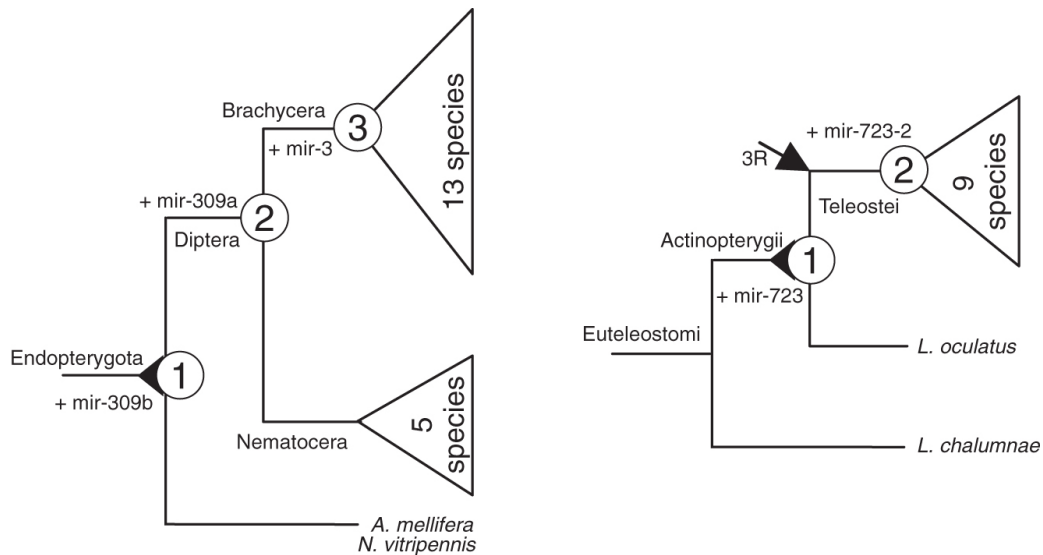 Brachycera
3
+ mir-3
13 species
+ mir-309a
2
Diptera
Endopterygota
1
+ mir-309b
Nematocera
5
species
A. mellifera
N. vitripennis
+ mir-723-2
3R
2
9
species
Teleostei
Actinopterygii
1
+ mir-723
Euteleostomi
L. oculatus
L. chalumnae